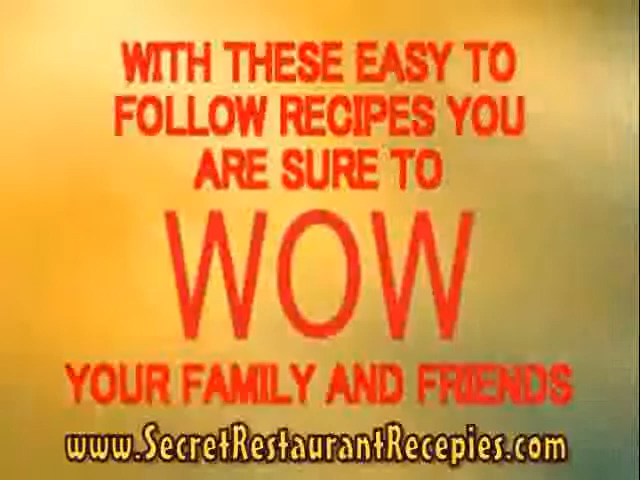 WITH THESE EASY TO
FOLLOW RECIPES YOU
ARE SURE TO
WOW
YOUR FAMILY AND FRIENDS
www.SecretRestaurantRecepies.com